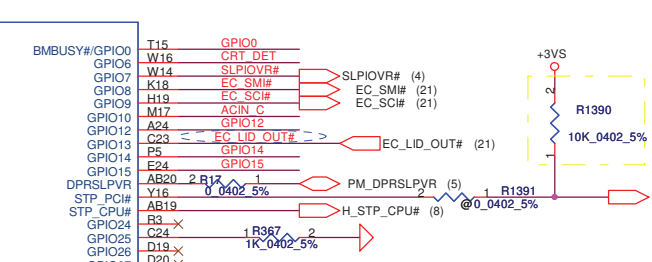 BMBUSY#/GPIO0 T15 GPIO0
GPIO6 W16 CRT_DET
GPIO7 W14 SLPIOVR# SLPIOVR# (4)
GPIO8 K18 EC_SMI# EC_SMI# (21)
GPIO9 H19 EC_SCI# EC_SCI# (21)
GPIO10 M17 ACIN_C
GPIO12 A24 GPIO12
GPIO13 C23 EC_LID_OUT# EC_LID_OUT# (21)
GPIO14 P5 GPIO14
GPIO15 E24 GPIO15
DPRSLPVR AB20 2 R17 1 PM_DPRSLPVR (5)
0_0402_5%
STP_PCI# Y16 2 1 R1391
@0_0402_5%
STP_CPU# AB19 H_STP_CPU# (8)
GPIO24 R3
GPIO25 C24 1 R367 2
1K_0402_5%
GPIO26 D19
D20
+3VS
2
R1390
10K_0402_5%
1